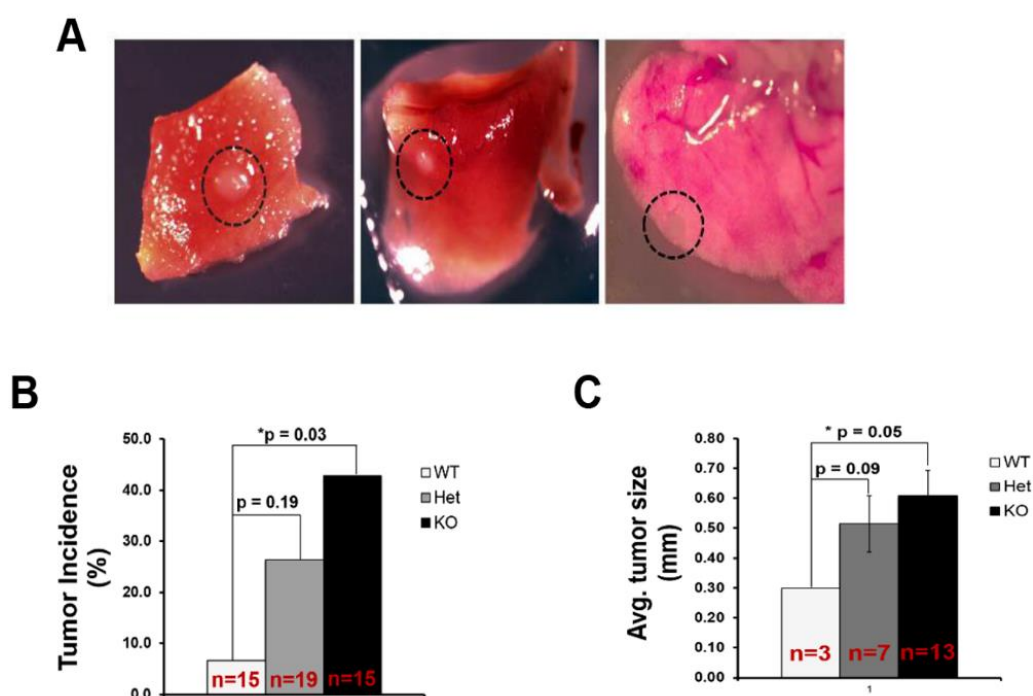 A
B
Tumor Incidence
(%)
50.0
40.0
30.0
20.0
10.0
0.0
*p = 0.03
p = 0.19
n=15
n=19
n=15
WT
Het
KO
C
Avg. tumor size
(mm)
0.80
0.70
0.60
0.50
0.40
0.30
0.20
0.10
0.00
* p = 0.05
p = 0.09
n=3
n=7
n=13
1
WT
Het
KO